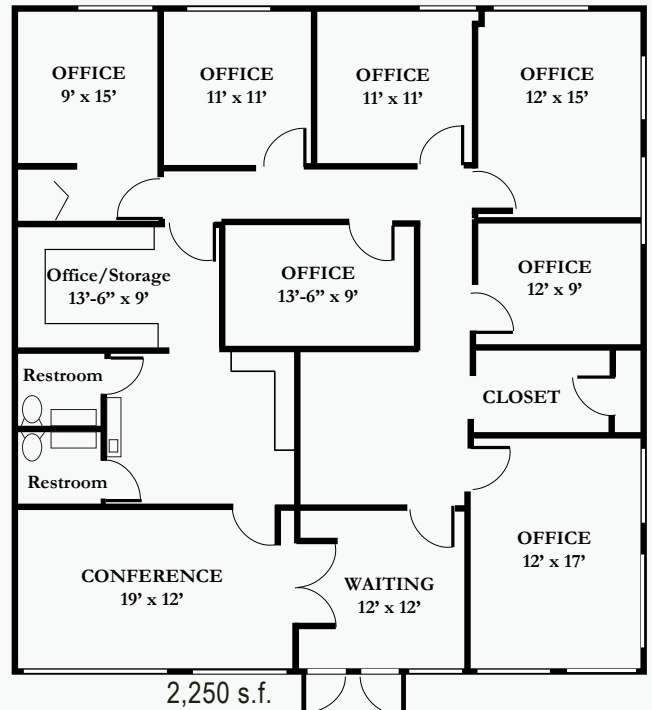 OFFICE
9’ x 15’
OFFICE
11’ x 11’
OFFICE
11’ x 11’
OFFICE
12’ x 15’
Office/Storage
13’-6” x 9’
OFFICE
13’-6” x 9’
OFFICE
12’ x 9’
Restroom
CLOSET
Restroom
CONFERENCE
19’ x 12’
WAITING
12’ x 12’
OFFICE
12’ x 17’
2,250 s.f.